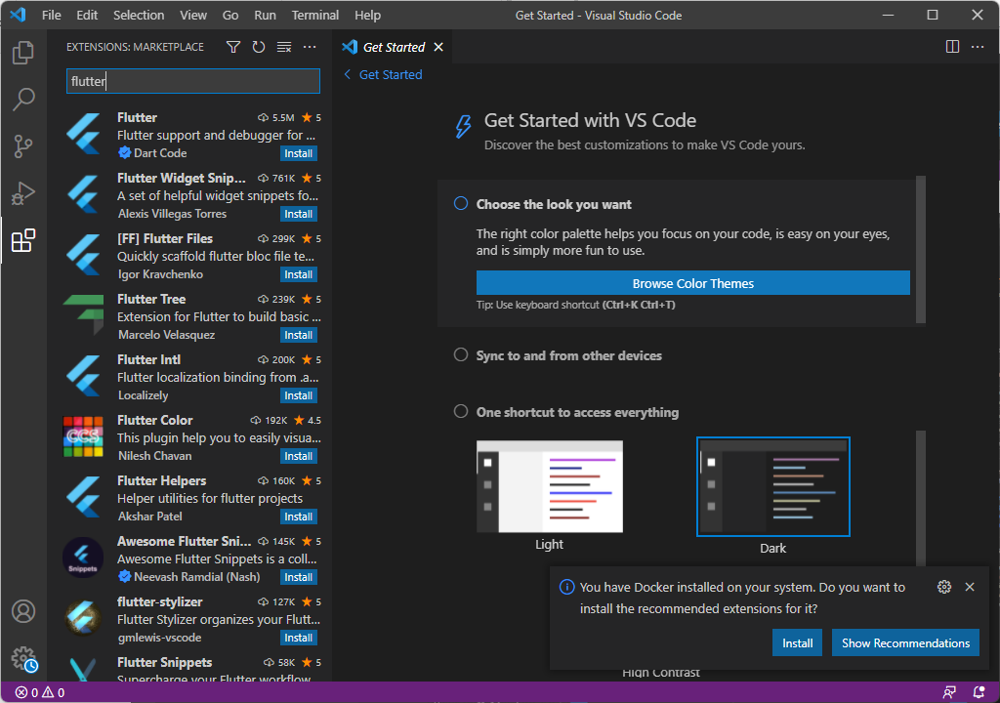 File Edit Selection View Go Run Terminal Help
Get Started - Visual Studio Code
EXTENSIONS: MARKETPLACE
flutter
Flutter 5.5M ★ 5
Flutter support and debugger for ...
Dart Code Install
Flutter Widget Snip... 761K ★ 5
A set of helpful widget snippets fo...
Alexis Villegas Torres Install
[FF] Flutter Files 299K ★ 5
Quickly scaffold flutter bloc file te...
Igor Kravchenko Install
Flutter Tree 239K ★ 5
Extension for Flutter to build basic ...
Marcelo Velasquez Install
Flutter Intl 200K ★ 5
Flutter localization binding from .a...
Localizely Install
CCS
Flutter Color 192K ★ 4.5
This plugin help you to easily visua...
Nilesh Chavan Install
Flutter Helpers 160K ★ 5
Helper utilities for flutter projects
Akshar Patel Install
Snippets
Awesome Flutter Sni... 145K ★ 5
Awesome Flutter Snippets is a coll...
Neevash Ramdial (Nash) Install
flutter-stylizer 127K ★ 5
Flutter Stylizer organizes your Flutt...
gmlewis-vscode Install
Flutter Snippets 58K ★ 5
Supercharge your Flutter workflow
Get Started
Get Started
Get Started with VS Code
Discover the best customizations to make VS Code yours.
Choose the look you want
The right color palette helps you focus on your code, is easy on your eyes,
and is simply more fun to use.
Browse Color Themes
Tip: Use keyboard shortcut (Ctrl+K Ctrl+T)
Sync to and from other devices
One shortcut to access everything
Light
Dark
You have Docker installed on your system. Do you want to
install the recommended extensions for it?
Install Show Recommendations
High Contrast
0 0